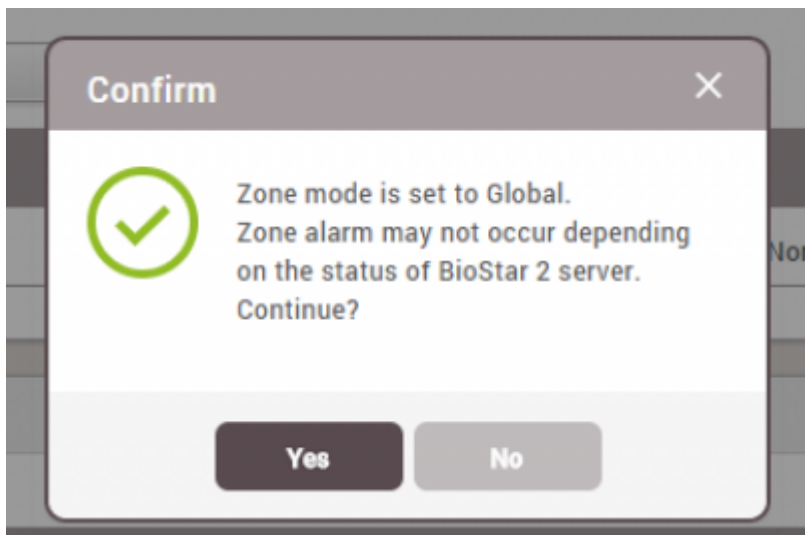 Confirm
Zone mode is set to Global.
Zone alarm may not occur depending
on the status of BioStar 2 server.
Continue?
Yes
No